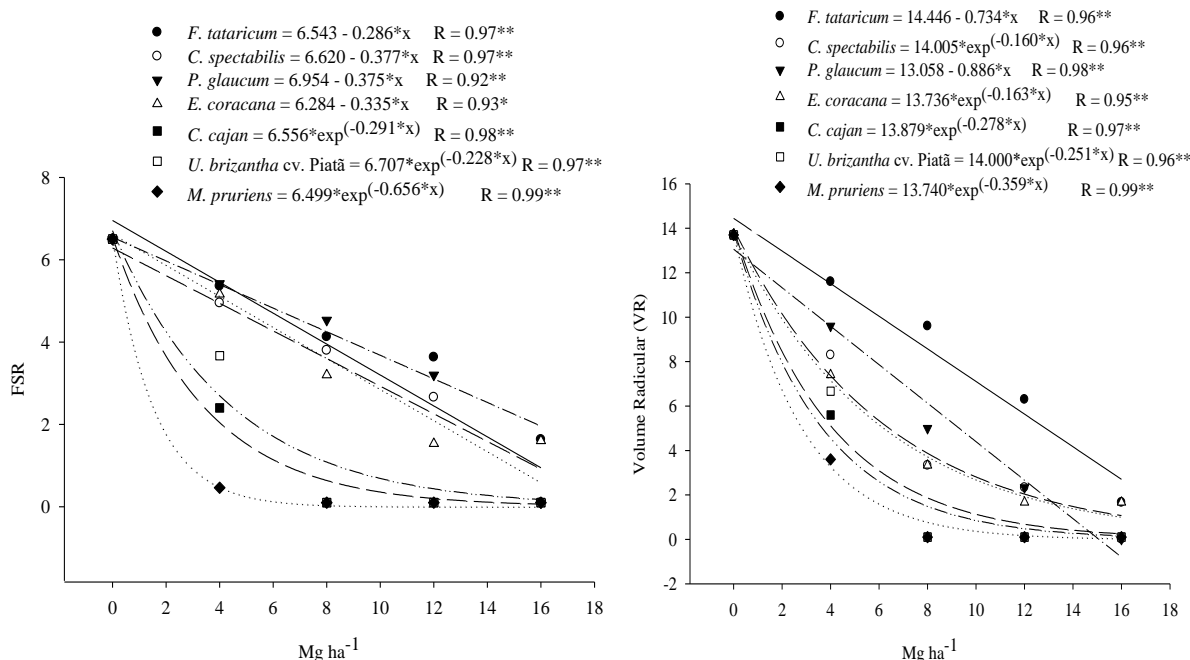 F. tataricum = 6.543 - 0.286*x R = 0.97**
C. spectabilis = 6.620 - 0.377*x R = 0.97**
P. glaucum = 6.954 - 0.375*x R = 0.92**
E. coracana = 6.284 - 0.335*x R = 0.93*
C. cajan = 6.556*exp(-0.291*x) R = 0.98**
U. brizantha cv. Piatã = 6.707*exp(-0.228*x) R = 0.97**
M. pruriens = 6.499*exp(-0.656*x) R = 0.99**
8
6
4
2
0
FSR
0 2 4 6 8 10 12 14 16 18
Mg ha-1
F. tataricum = 14.446 - 0.734*x R = 0.96**
C. spectabilis = 14.005*exp(-0.160*x) R = 0.96**
P. glaucum = 13.058 - 0.886*x R = 0.98**
E. coracana = 13.736*exp(-0.163*x) R = 0.95**
C. cajan = 13.879*exp(-0.278*x) R = 0.97**
U. brizantha cv. Piatã = 14.000*exp(-0.251*x) R = 0.96**
M. pruriens = 13.740*exp(-0.359*x) R = 0.99**
16
14
12
10
8
6
4
2
0
-2
Volume Radicular (VR)
0 2 4 6 8 10 12 14 16 18
Mg ha-1